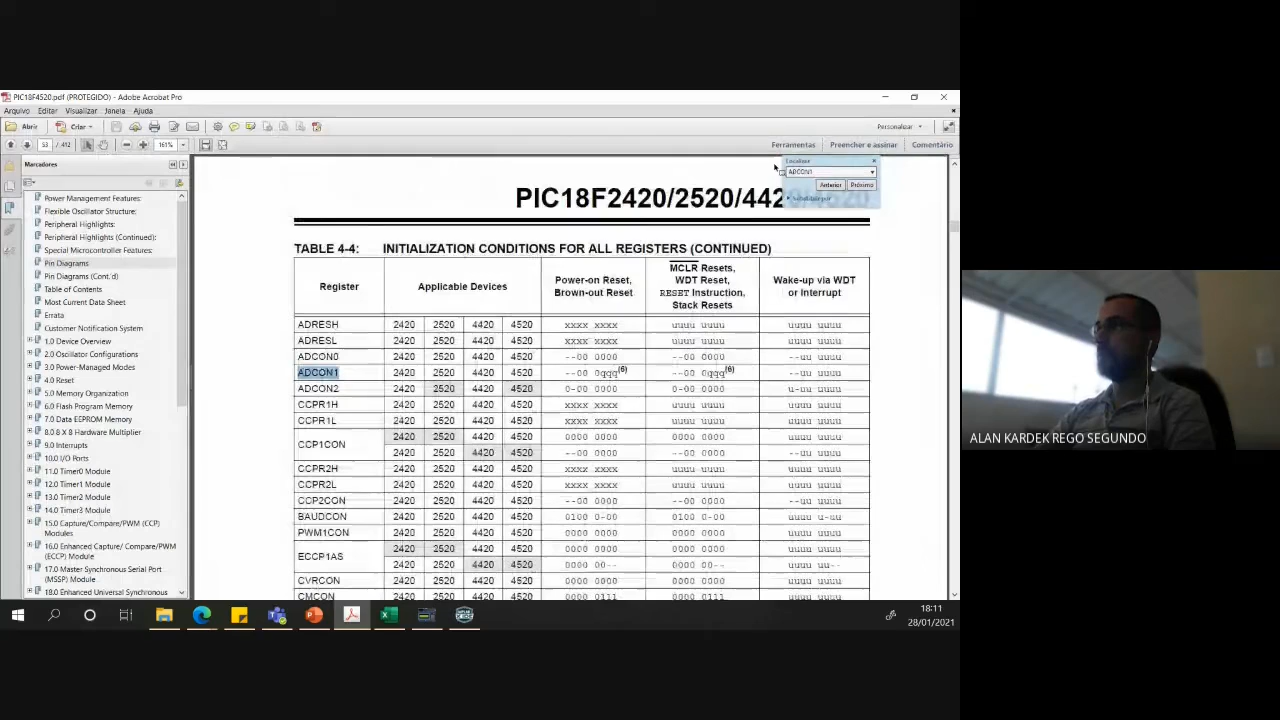 PIC18F4520.pdf (PROTEGIDO) - Adobe Acrobat Pro
Arquivo Editar Visualizar Janela Ajuda
Abrir Criar Personalizar
53 / 412 161% Ferramentas Preencher e assinar Comentário
Marcadores
Power Management Features:
Flexible Oscillator Structure:
Peripheral Highlights:
Peripheral Highlights (Continued):
Special Microcontroller Features:
Pin Diagrams
Pin Diagrams (Cont.'d)
Table of Contents
Most Current Data Sheet
Errata
Customer Notification System
1.0 Device Overview
2.0 Oscillator Configurations
3.0 Power-Managed Modes
4.0 Reset
5.0 Memory Organization
6.0 Flash Program Memory
7.0 Data EEPROM Memory
8.0 8 X 8 Hardware Multiplier
9.0 Interrupts
10.0 I/O Ports
11.0 Timer0 Module
12.0 Timer1 Module
13.0 Timer2 Module
14.0 Timer3 Module
15.0 Capture/Compare/PWM (CCP)
Modules
16.0 Enhanced Capture/ Compare/PWM
(ECCP) Module
17.0 Master Synchronous Serial Port
(MSSP) Module
18.0 Enhanced Universal Synchronous
Localizar
ADCON1
Anterior Próximo
PIC18F2420/2520/4420/4520
TABLE 4-4: INITIALIZATION CONDITIONS FOR ALL REGISTERS (CONTINUED)
Register Applicable Devices Power-on Reset, Brown-out Reset MCLR Resets, WDT Reset, RESET Instruction, Stack Resets Wake-up via WDT or Interrupt
ADRESH 2420 2520 4420 4520 xxxx xxxx uuuu uuuu uuuu uuuu
ADRESL 2420 2520 4420 4520 xxxx xxxx uuuu uuuu uuuu uuuu
ADCON0 2420 2520 4420 4520 --00 0000 --00 0000 --uu uuuu
ADCON1 2420 2520 4420 4520 --00 0qqq(6) --00 0qqq(6) --uu uuuu
ADCON2 2420 2520 4420 4520 0-00 0000 0-00 0000 u-uu uuuu
CCPR1H 2420 2520 4420 4520 xxxx xxxx uuuu uuuu uuuu uuuu
CCPR1L 2420 2520 4420 4520 xxxx xxxx uuuu uuuu uuuu uuuu
CCP1CON 2420 2520 4420 4520 0000 0000 0000 0000 uuuu uuuu
2420 2520 4420 4520 --00 0000 --00 0000 --uu uuuu
CCPR2H 2420 2520 4420 4520 xxxx xxxx uuuu uuuu uuuu uuuu
CCPR2L 2420 2520 4420 4520 xxxx xxxx uuuu uuuu uuuu uuuu
CCP2CON 2420 2520 4420 4520 --00 0000 --00 0000 --uu uuuu
BAUDCON 2420 2520 4420 4520 0100 0-00 0100 0-00 uuuu u-uu
PWM1CON 2420 2520 4420 4520 0000 0000 0000 0000 uuuu uuuu
ECCP1AS 2420 2520 4420 4520 0000 0000 0000 0000 uuuu uuuu
2420 2520 4420 4520 0000 00-- 0000 00-- uuuu uu--
CVRCON 2420 2520 4420 4520 0000 0000 0000 0000 uuuu uuuu
CMCON 2420 2520 4420 4520 0000 0111 0000 0111 uuuu uuuu
ALAN KARDEK REGO SEGUNDO
18:11
28/01/2021